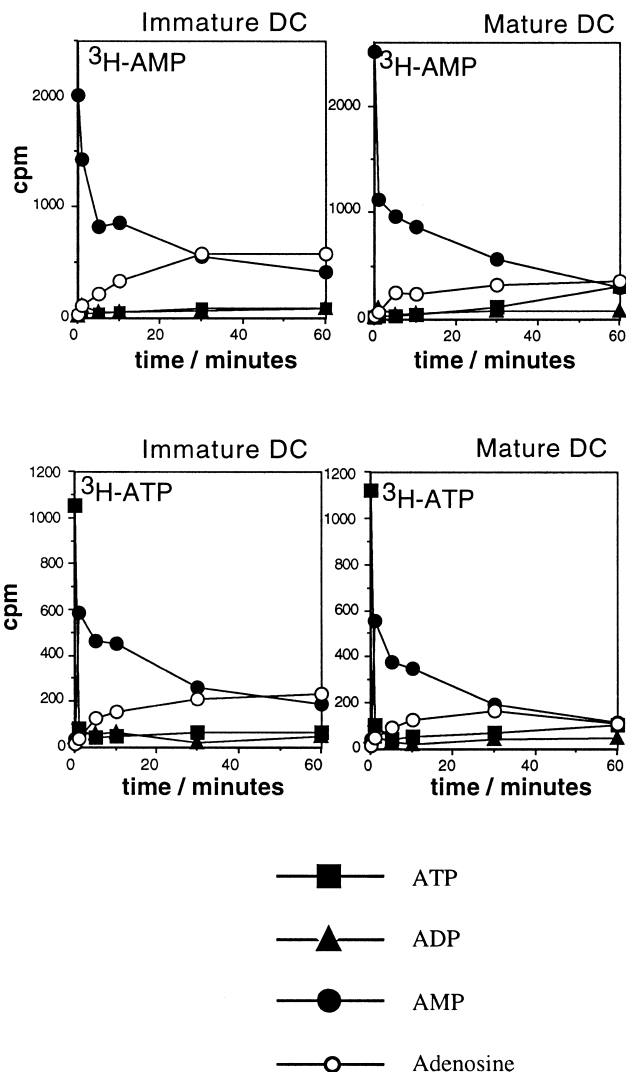 Immature DC
Mature DC
3H-AMP
3H-AMP
2000
1000
0
cpm
0
20
40
60
time / minutes
2000
1000
0
0
20
40
60
time / minutes
Immature DC
Mature DC
3H-ATP
3H-ATP
1200
1000
800
600
400
200
0
cpm
0
20
40
60
time / minutes
1200
1000
800
600
400
200
0
0
20
40
60
time / minutes
ATP
ADP
AMP
Adenosine